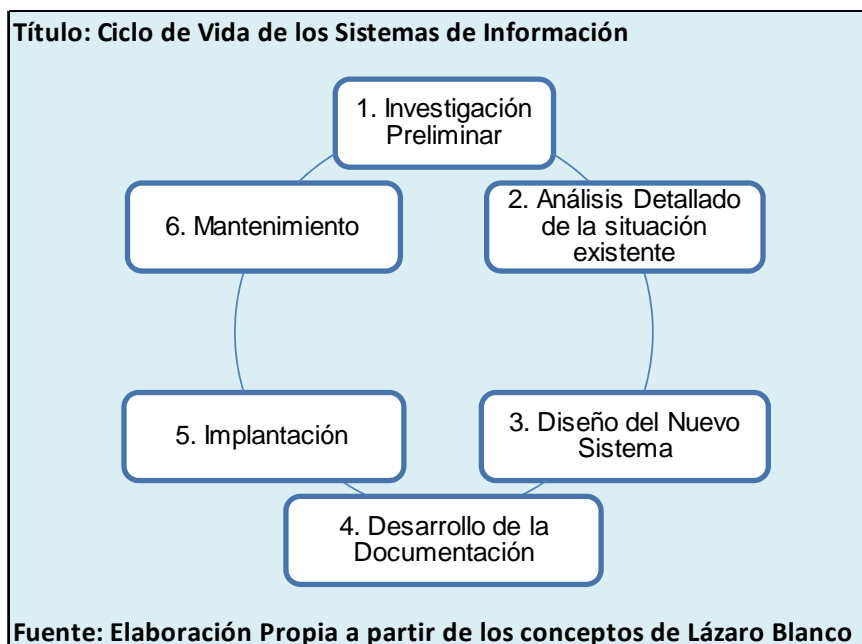 Título: Ciclo de Vida de los Sistemas de Información
1. Investigación
Preliminar
2. Análisis Detallado
de la situación
existente
3. Diseño del Nuevo
Sistema
4. Desarrollo de la
Documentación
5. Implantación
6. Mantenimiento
Fuente: Elaboración Propia a partir de los conceptos de Lázaro Blanco